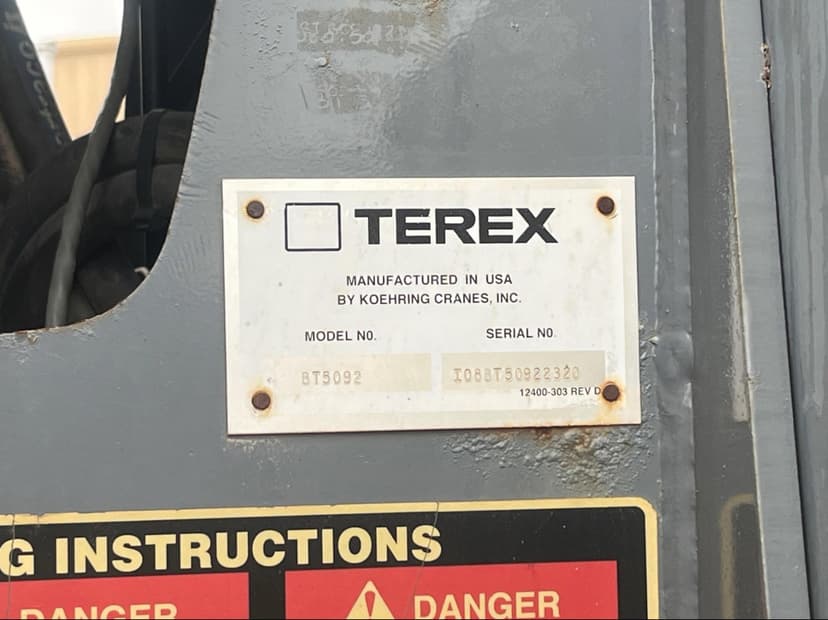 TEREX
MANUFACTURED IN USA
BY KOEHRING CRANES, INC.
MODEL NO. SERIAL NO.
BT5092 I06BT50922320
12400-303 REV D
G INSTRUCTIONS
DANGER DANGER